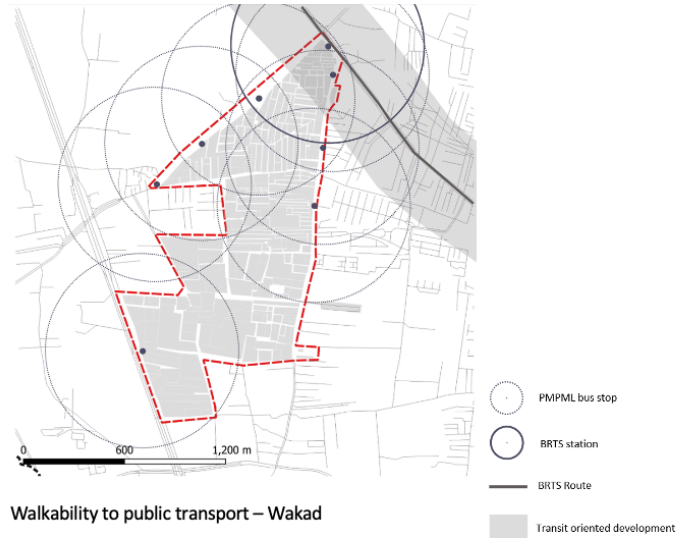 0 600 1,200 m
Walkability to public transport – Wakad
PMPML bus stop
BRTS station
BRTS Route
Transit oriented development